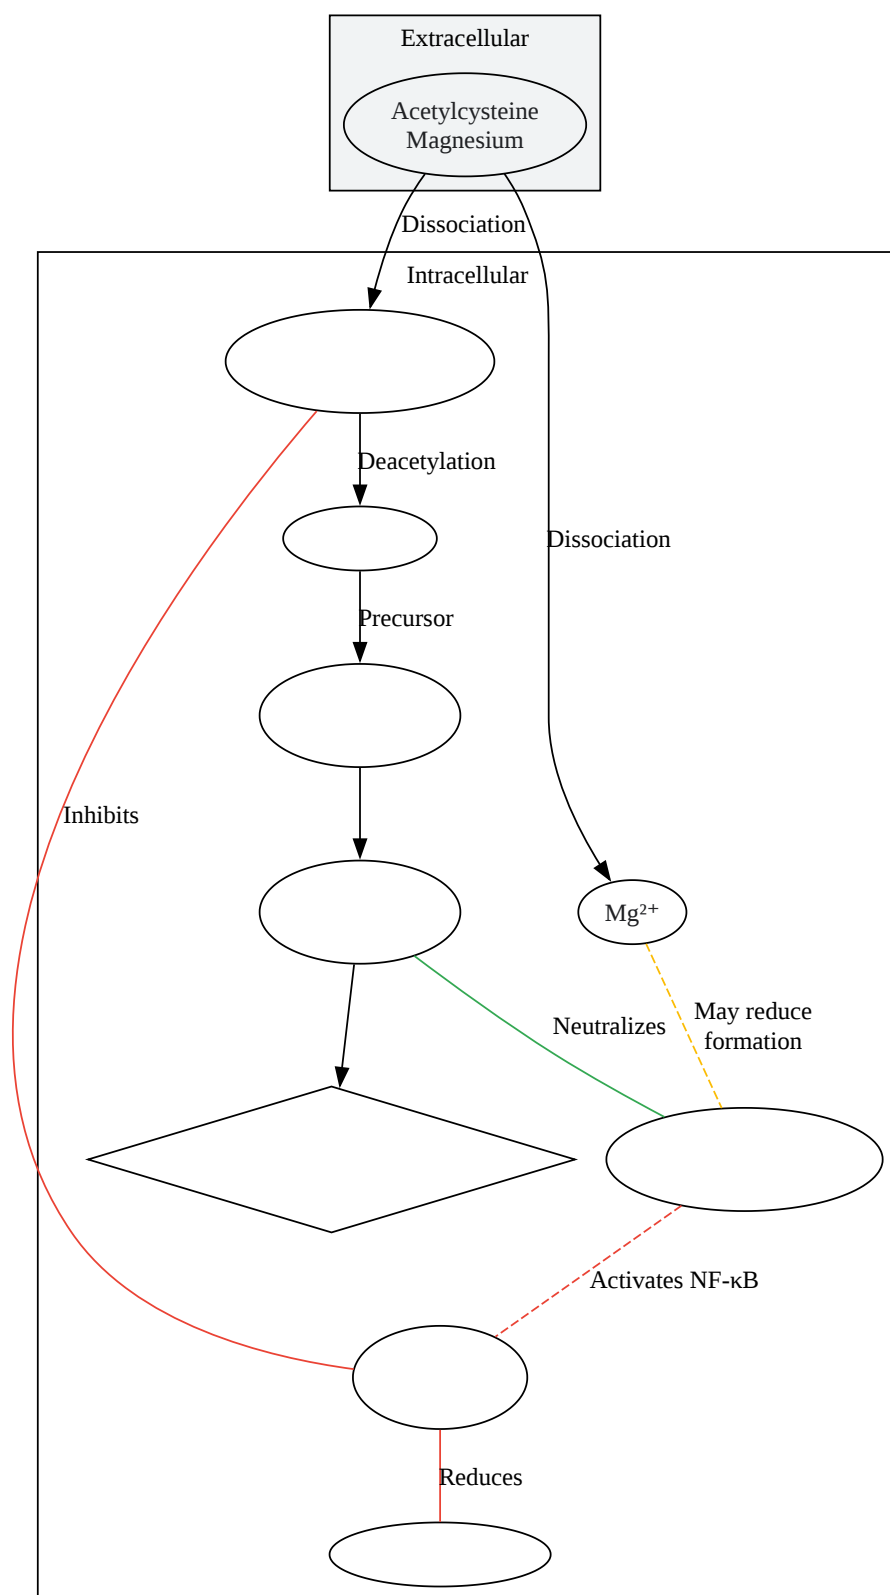 Extracellular
Acetylcysteine
Magnesium
Dissociation
Intracellular
Deacetylation
Dissociation
Precursor
Inhibits
Mg²⁺
May reduce
formation
Neutralizes
Activates NF-κB
Reduces